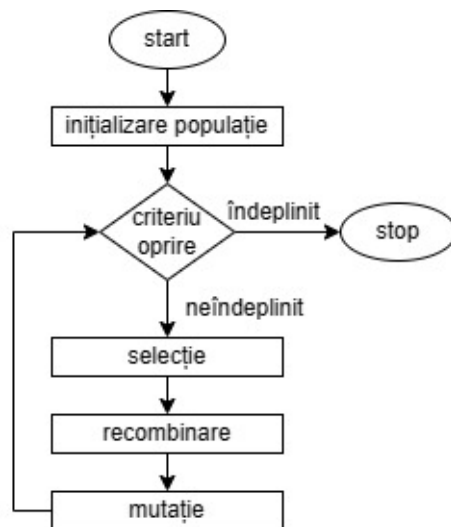 start
inițializare populație
criteriu
oprire
îndeplinit
stop
neîndeplinit
selecție
recombinare
mutație